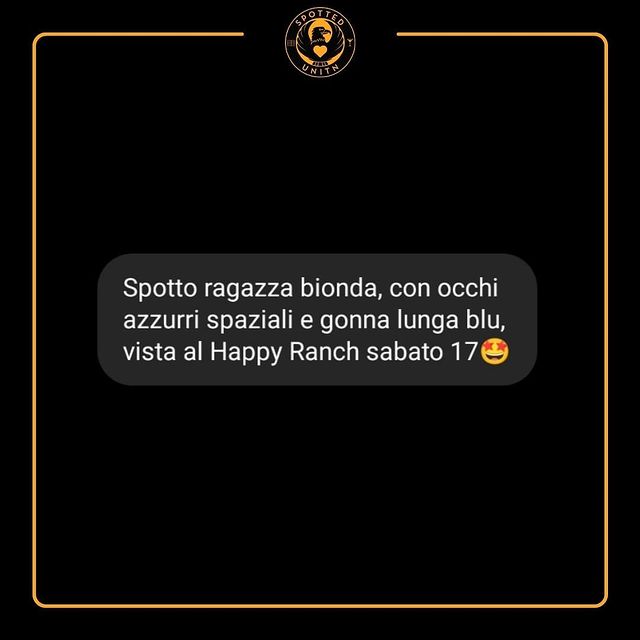 SPOTTED
UNITN
Spotto ragazza bionda, con occhi
azzurri spaziali e gonna lunga blu,
vista al Happy Ranch sabato 17🤩